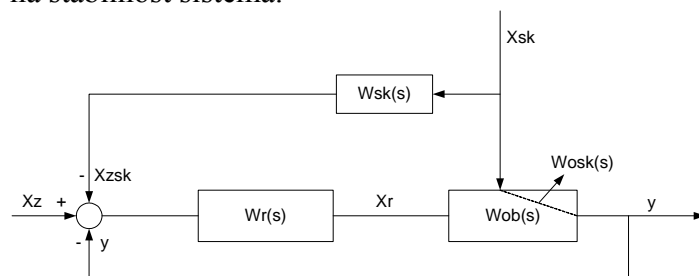 na stabilnost sistema.
Xsk
Wsk(s)
- Xzsk
Wosk(s)
Xz +
Wr(s)
Xr
Wob(s)
y
- y